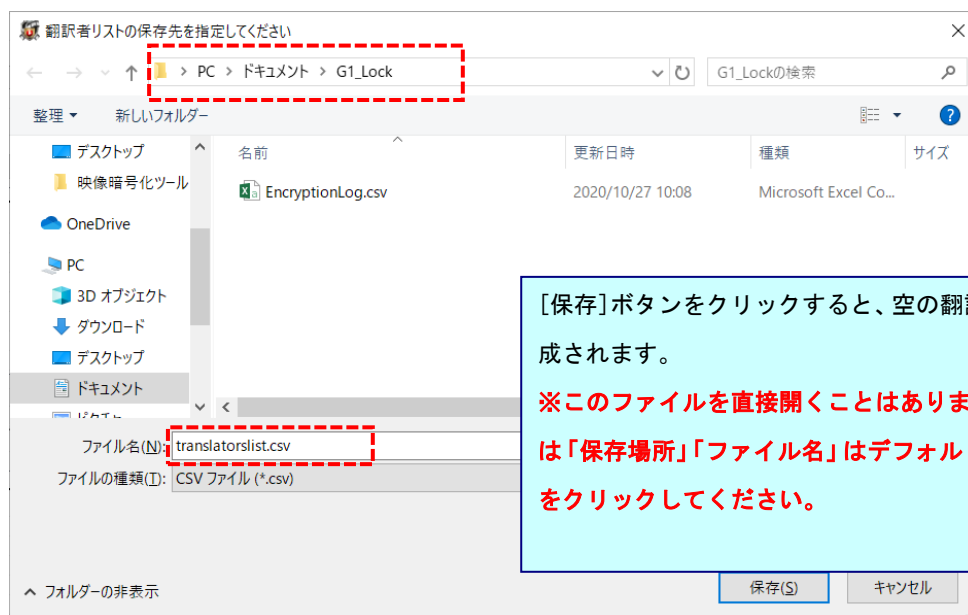 翻訳者リストの保存先を指定してください
PC › ドキュメント › G1_Lock
G1_Lockの検索
整理
新しいフォルダー
デスクトップ
映像暗号化ツール
OneDrive
PC
3D オブジェクト
ダウンロード
デスクトップ
ドキュメント
名前
更新日時
種類
サイズ
EncryptionLog.csv
2020/10/27 10:08
Microsoft Excel Co...
[保存]ボタンをクリックすると、空の翻訳
成されます。
※このファイルを直接開くことはありま
は「保存場所」「ファイル名」はデフォル
をクリックしてください。
ファイル名(N):
translatorslist.csv
ファイルの種類(T):
CSV ファイル (*.csv)
フォルダーの非表示
保存(S)
キャンセル